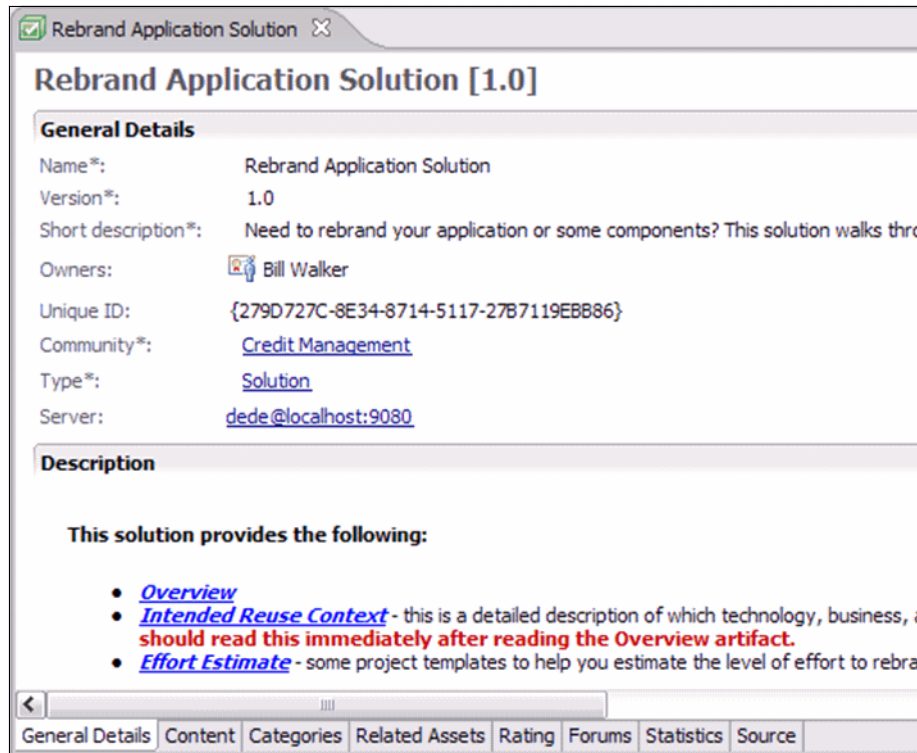 Rebrand Application Solution
Rebrand Application Solution [1.0]
General Details
Name*: Rebrand Application Solution
Version*: 1.0
Short description*: Need to rebrand your application or some components? This solution walks
Owners: Bill Walker
Unique ID: {279D727C-8E34-8714-5117-27B7119EBB86}
Community*: Credit Management
Type*: Solution
Server: dede@localhost:9080
Description
This solution provides the following:
• Overview
• Intended Reuse Context - this is a detailed description of which technology, business,
should read this immediately after reading the Overview artifact.
• Effort Estimate - some project templates to help you estimate the level of effort to
General Details Content Categories Related Assets Rating Forums Statistics Source